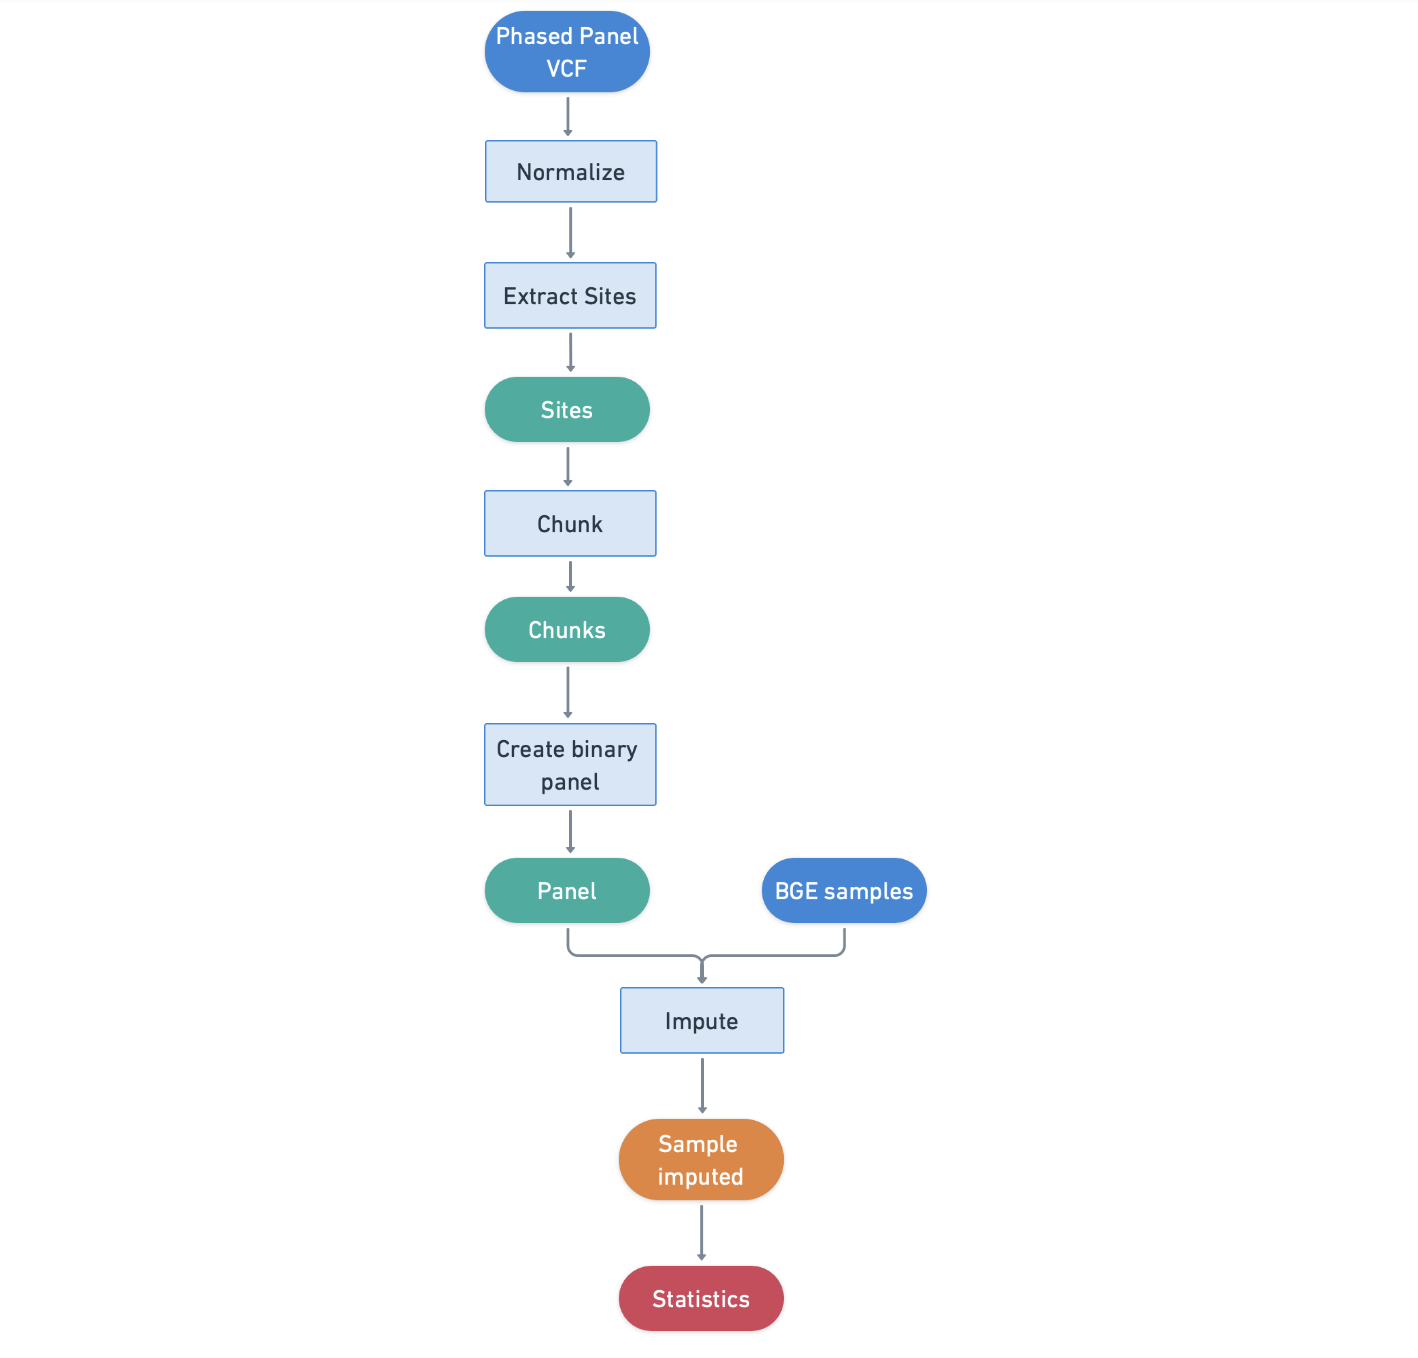 Phased Panel
VCF
Normalize
Extract Sites
Sites
Chunk
Chunks
Create binary
panel
Panel
BGE samples
Impute
Sample
imputed
Statistics